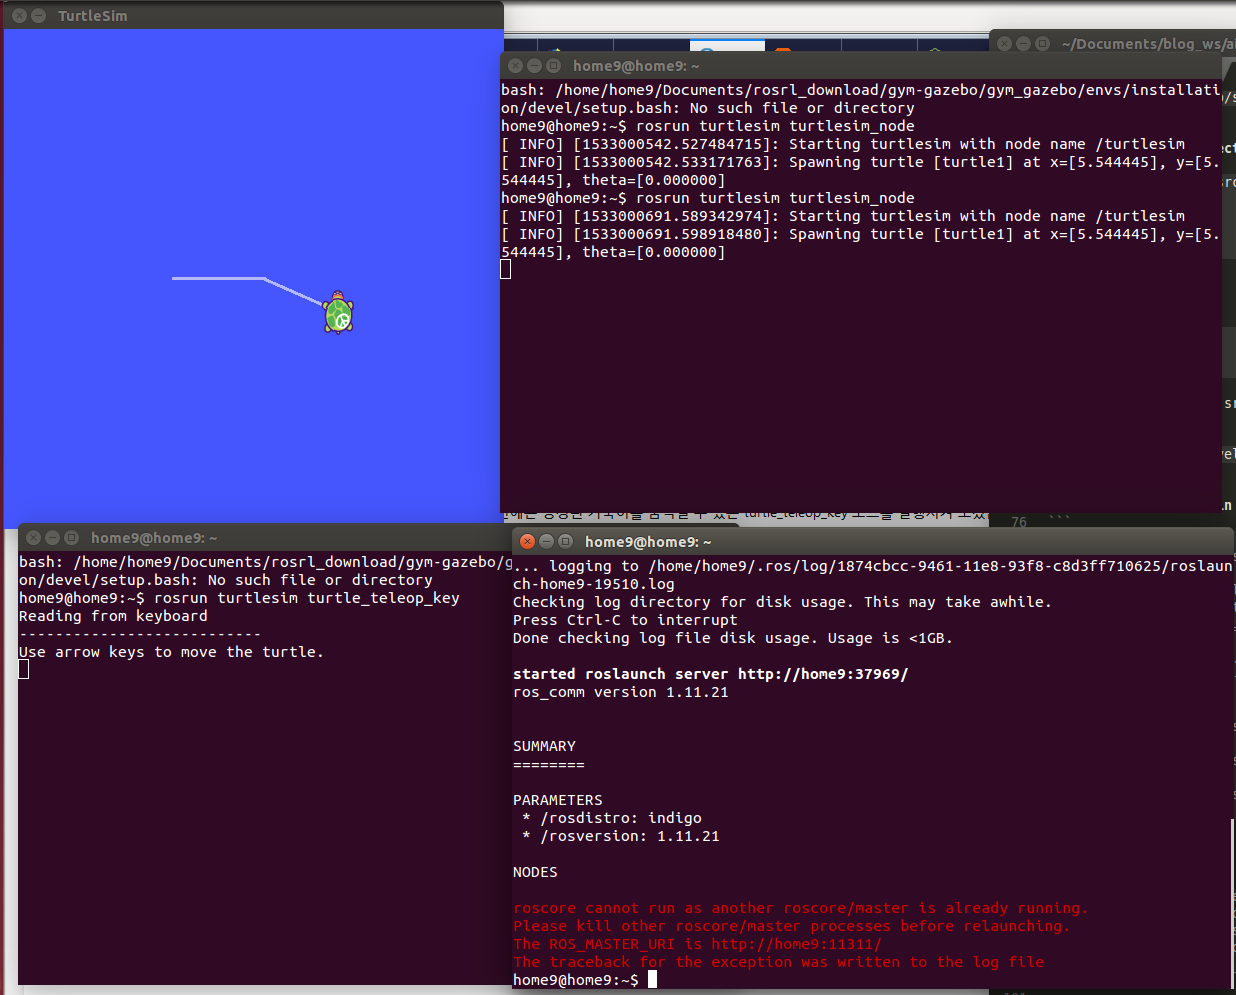 TurtleSim
~/Documents/blog_ws/ai
home9@home9: ~
bash: /home/home9/Documents/rosrl_download/gym-gazebo/gym_gazebo/envs/installati
on/devel/setup.bash: No such file or directory
home9@home9:~$ rosrun turtlesim turtlesim_node
[ INFO] [1533000542.527484715]: Starting turtlesim with node name /turtlesim
[ INFO] [1533000542.533171763]: Spawning turtle [turtle1] at x=[5.544445], y=[5.
544445], theta=[0.000000]
home9@home9:~$ rosrun turtlesim turtlesim_node
[ INFO] [1533000691.589342974]: Starting turtlesim with node name /turtlesim
[ INFO] [1533000691.598918480]: Spawning turtle [turtle1] at x=[5.544445], y=[5.
544445], theta=[0.000000]
76 ```
home9@home9: ~
bash: /home/home9/Documents/rosrl_download/gym-gazebo/g
on/devel/setup.bash: No such file or directory
home9@home9:~$ rosrun turtlesim turtle_teleop_key
Reading from keyboard
---------------------------
Use arrow keys to move the turtle.
home9@home9: ~
... logging to /home/home9/.ros/log/1874cbcc-9461-11e8-93f8-c8d3ff710625/roslaun
ch-home9-19510.log
Checking log directory for disk usage. This may take awhile.
Press Ctrl-C to interrupt
Done checking log file disk usage. Usage is <1GB.
started roslaunch server http://home9:37969/
ros_comm version 1.11.21
SUMMARY
========
PARAMETERS
 * /rosdistro: indigo
 * /rosversion: 1.11.21
NODES
roscore cannot run as another roscore/master is already running.
Please kill other roscore/master processes before relaunching.
The ROS_MASTER_URI is http://home9:11311/
The traceback for the exception was written to the log file
home9@home9:~$